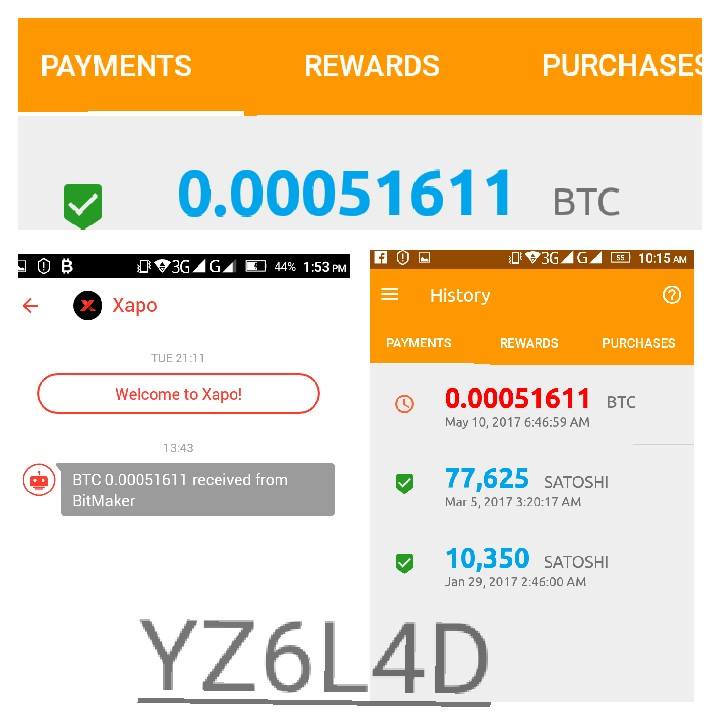 PAYMENTS REWARDS PURCHASES
0.00051611 BTC
3G G 44% 1:53 PM
Xapo
TUE 21:11
Welcome to Xapo!
13:43
BTC 0.00051611 received from
BitMaker
3G G 55 10:15 AM
History
PAYMENTS REWARDS PURCHASES
0.00051611 BTC
May 10, 2017 6:46:59 AM
77,625 SATOSHI
Mar 5, 2017 3:20:17 AM
10,350 SATOSHI
Jan 29, 2017 2:46:00 AM
YZ6L4D